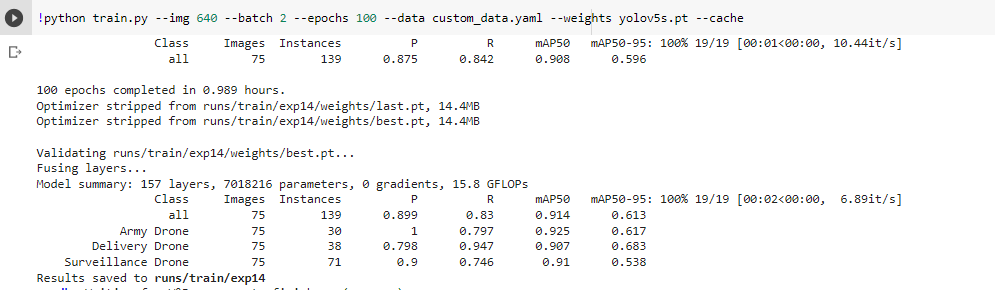 !python train.py --img 640 --batch 2 --epochs 100 --data custom_data.yaml --weights yolov5s.pt --cache
Class Images Instances P R mAP50 mAP50-95: 100% 19/19 [00:01<00:00, 10.44it/s]
all 75 139 0.875 0.842 0.908 0.596
100 epochs completed in 0.989 hours.
Optimizer stripped from runs/train/exp14/weights/last.pt, 14.4MB
Optimizer stripped from runs/train/exp14/weights/best.pt, 14.4MB
Validating runs/train/exp14/weights/best.pt...
Fusing layers...
Model summary: 157 layers, 7018216 parameters, 0 gradients, 15.8 GFLOPs
Class Images Instances P R mAP50 mAP50-95: 100% 19/19 [00:02<00:00, 6.89it/s]
all 75 139 0.899 0.83 0.914 0.613
Army Drone 75 30 1 0.797 0.925 0.617
Delivery Drone 75 38 0.798 0.947 0.907 0.683
Surveillance Drone 75 71 0.9 0.746 0.91 0.538
Results saved to runs/train/exp14